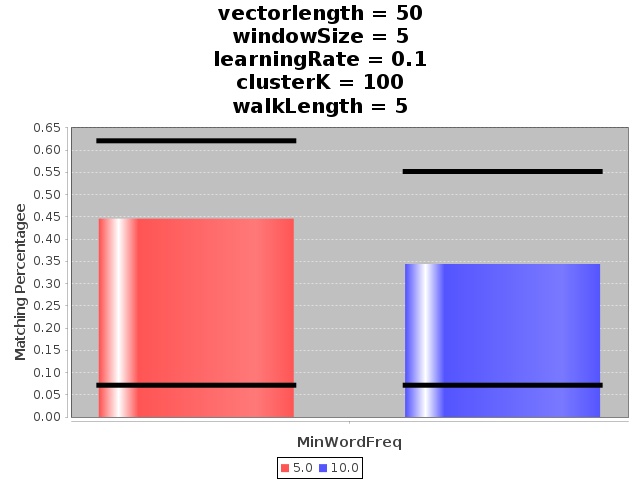 vectorlength = 50
windowSize = 5
learningRate = 0.1
clusterK = 100
walkLength = 5
0.65
0.60
0.55
0.50
0.45
0.40
0.35
0.30
0.25
0.20
0.15
0.10
0.05
0.00
Matching Percentagee
MinWordFreq
5.0 10.0